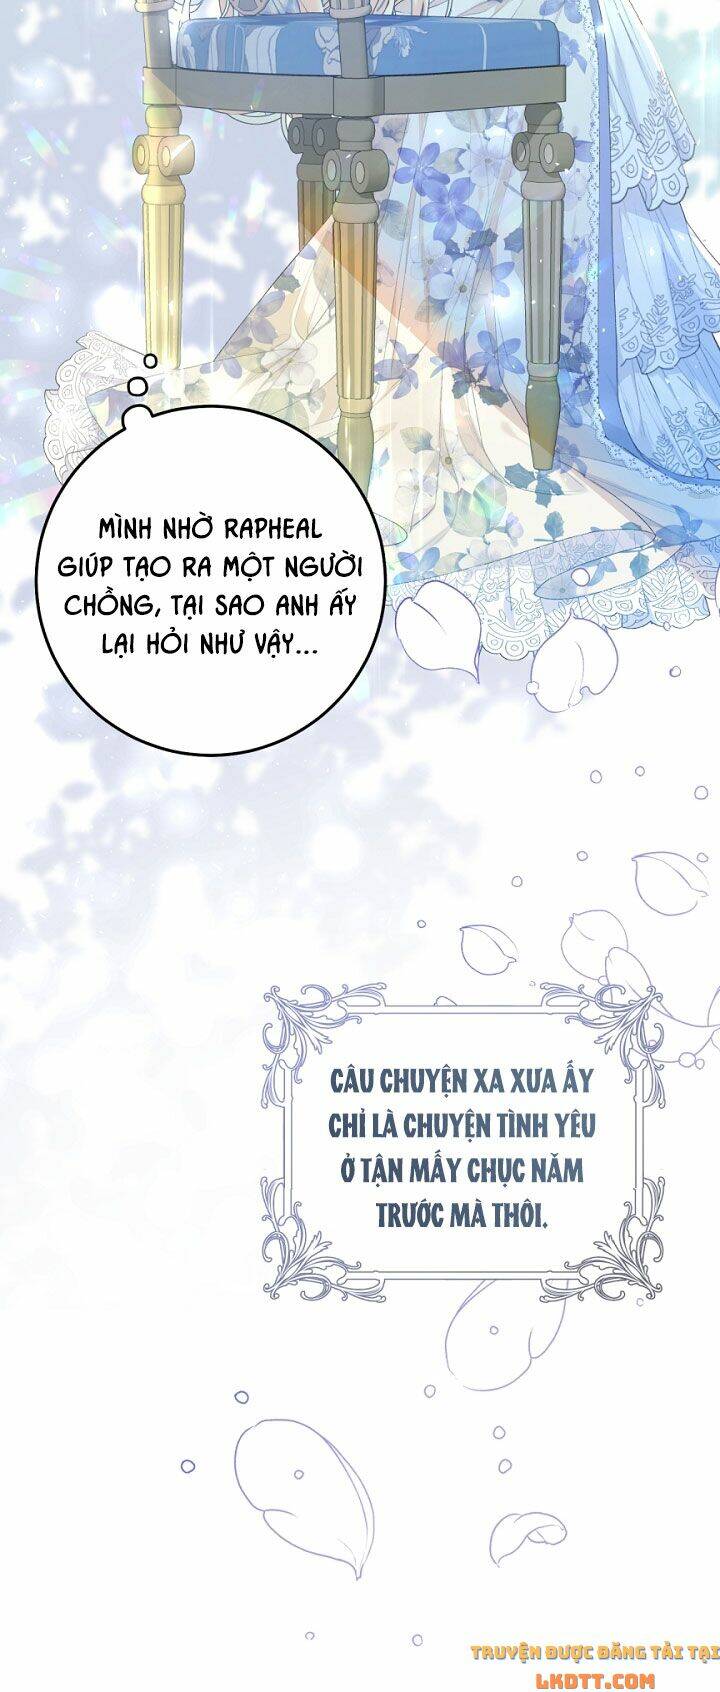 MÌNH NHỜ RAPHEAL
GIÚP TẠO RA MỘT NGƯỜI
CHỒNG, TẠI SAO ANH ẤY
LẠI HỎI NHƯ VẬY...
CÂU CHUYỆN XA XƯA ẤY
CHỈ LÀ CHUYỆN TÌNH YÊU
Ở TẬN MẤY CHỤC NĂM
TRƯỚC MÀ THÔI.
TRUYỆN ĐƯỢC ĐĂNG TẢI TẠI
LKDTT.COM